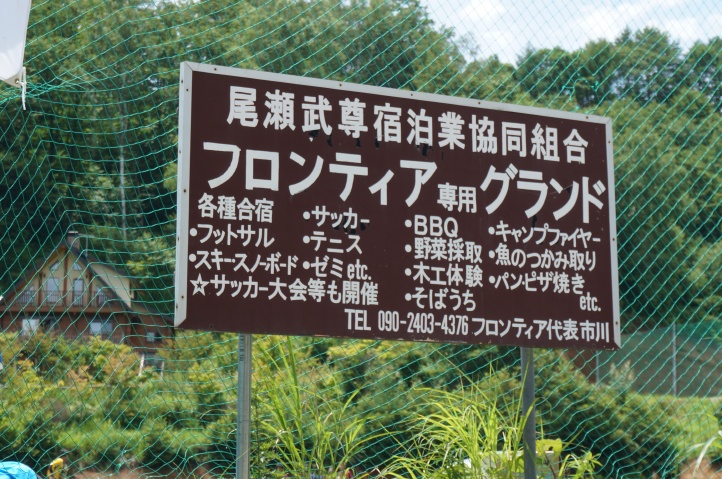 尾瀬武尊宿泊業協同組合
フロンティア専用グランド
各種合宿 ・サッカー ・BBQ ・キャンプファイヤー
・フットサル ・テニス ・野菜採取 ・魚のつかみ取り
・スキー・スノーボード ・ゼミetc. ・木工体験 ・パン・ピザ焼き
☆サッカー大会等も開催 ・そばうち etc.
TEL 090-2403-4376 フロンティア代表市川